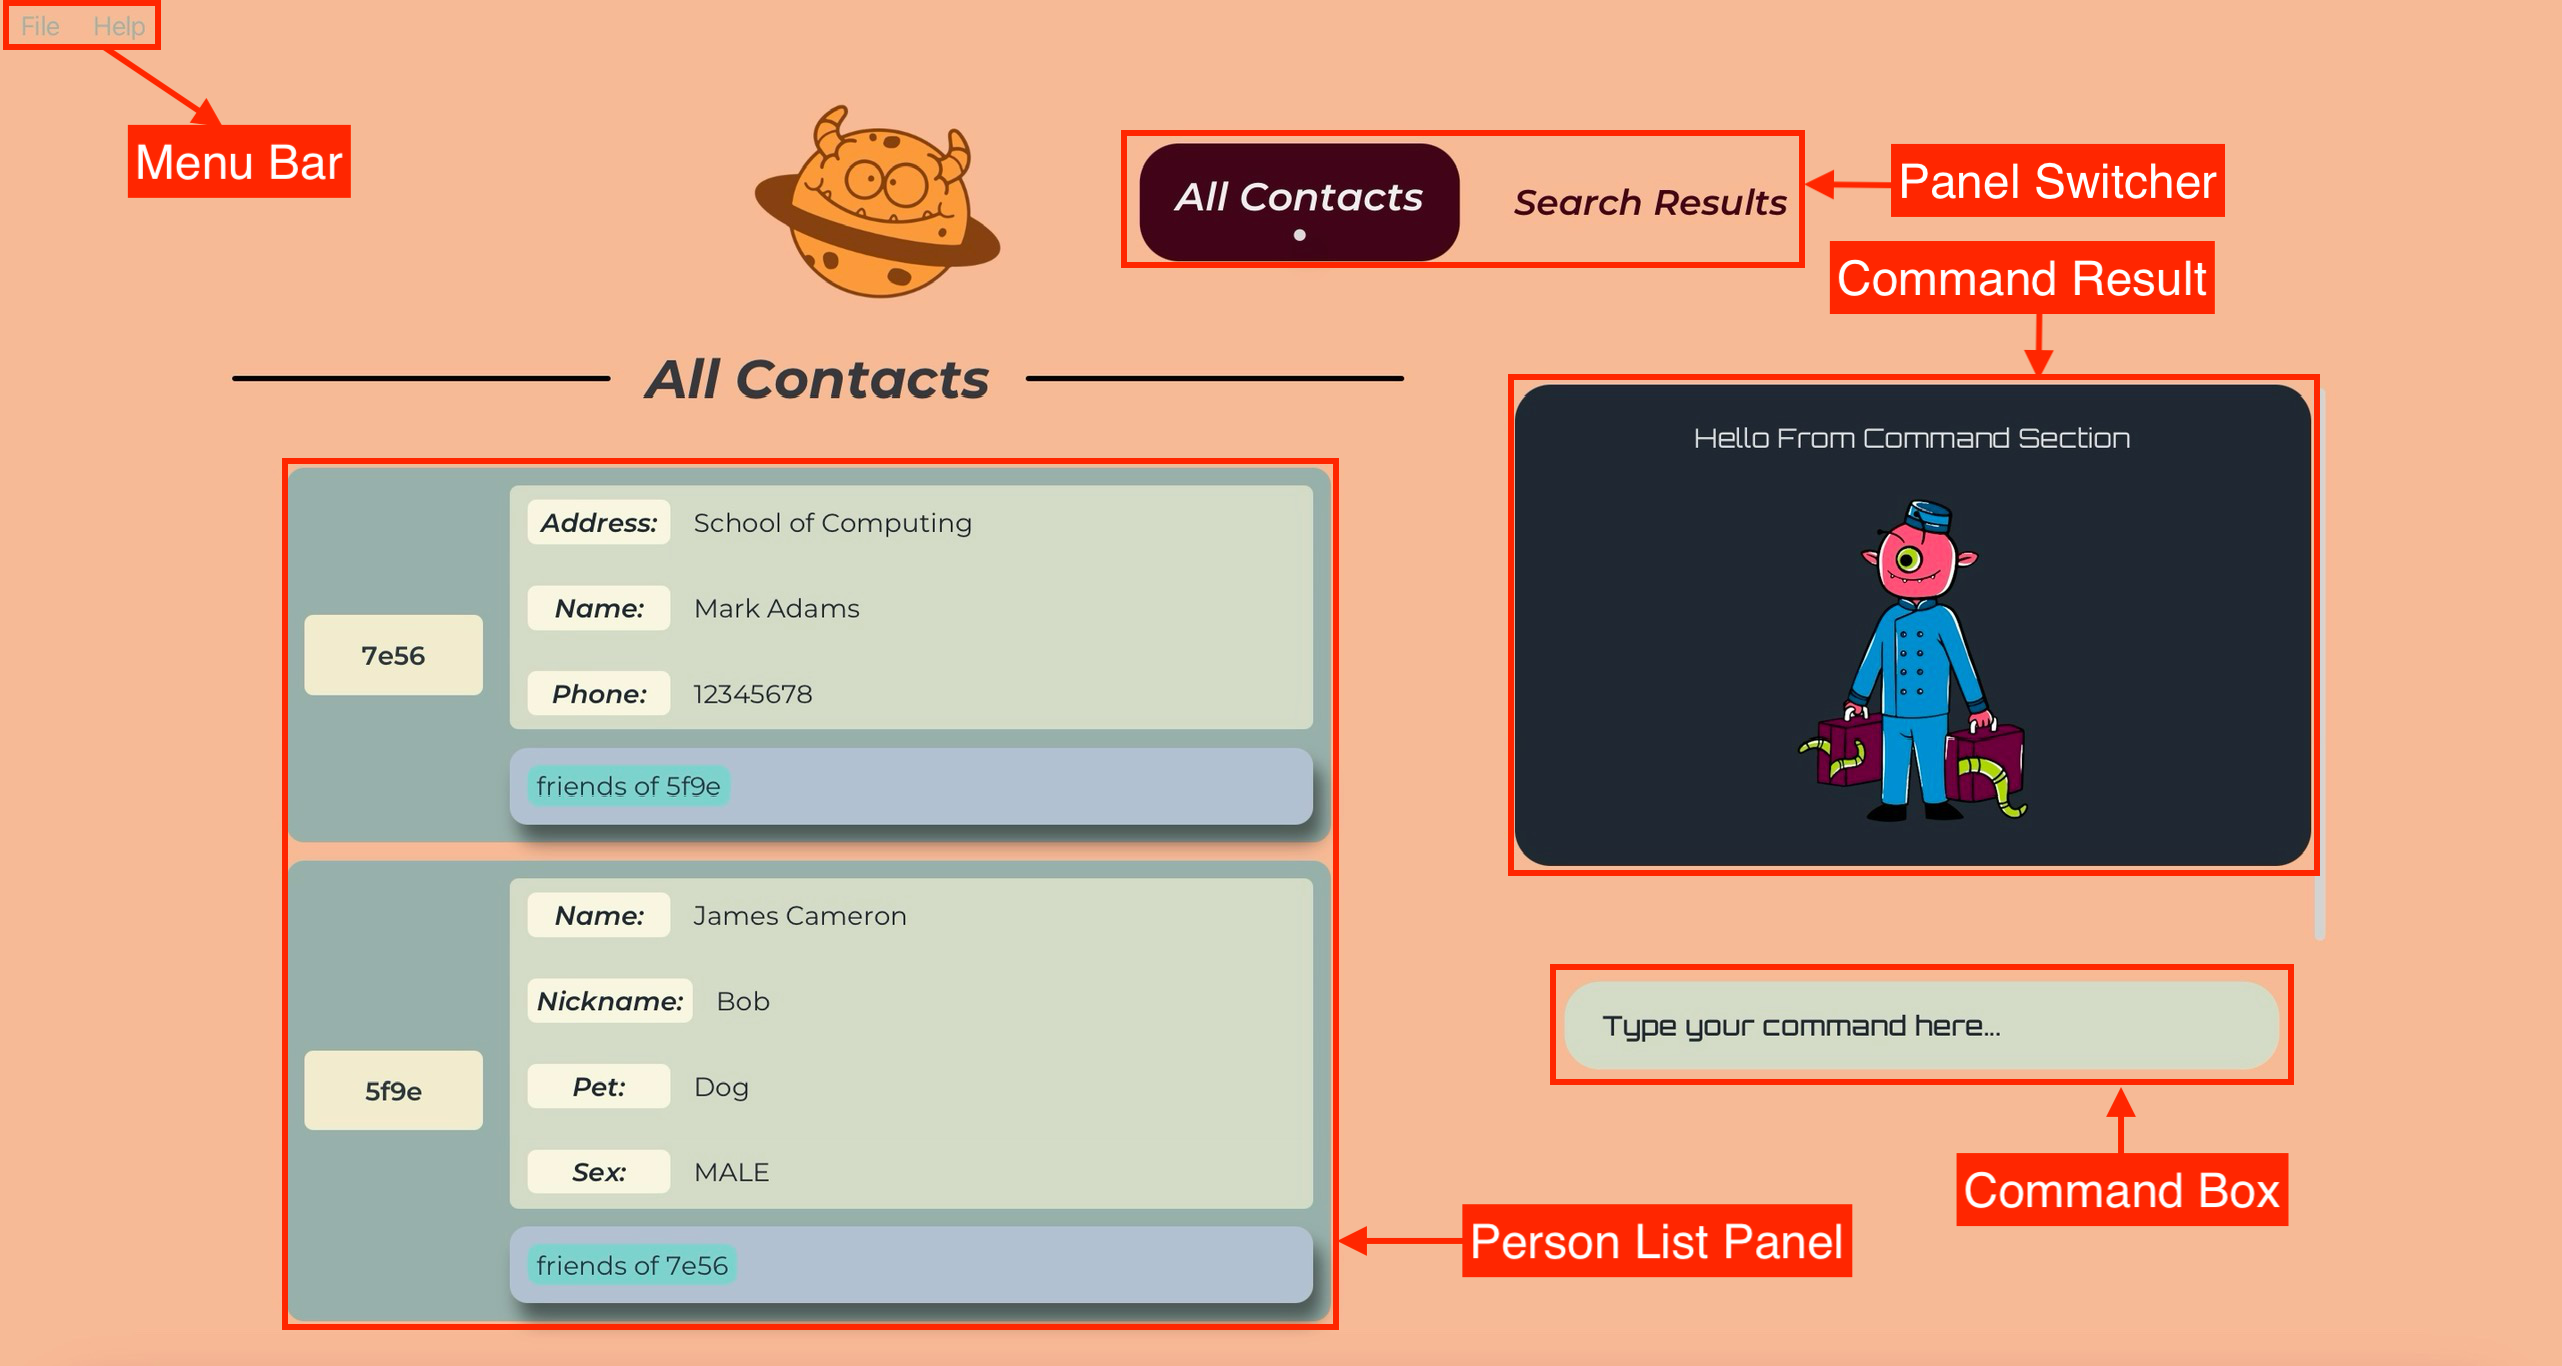 File Help
Menu Bar
All Contacts
Search Results
Panel Switcher
Command Result
All Contacts
7e56
Address: School of Computing
Name: Mark Adams
Phone: 12345678
friends of 5f9e
5f9e
Name: James Cameron
Nickname: Bob
Pet: Dog
Sex: MALE
friends of 7e56
Person List Panel
Hello From Command Section
Type your command here...
Command Box